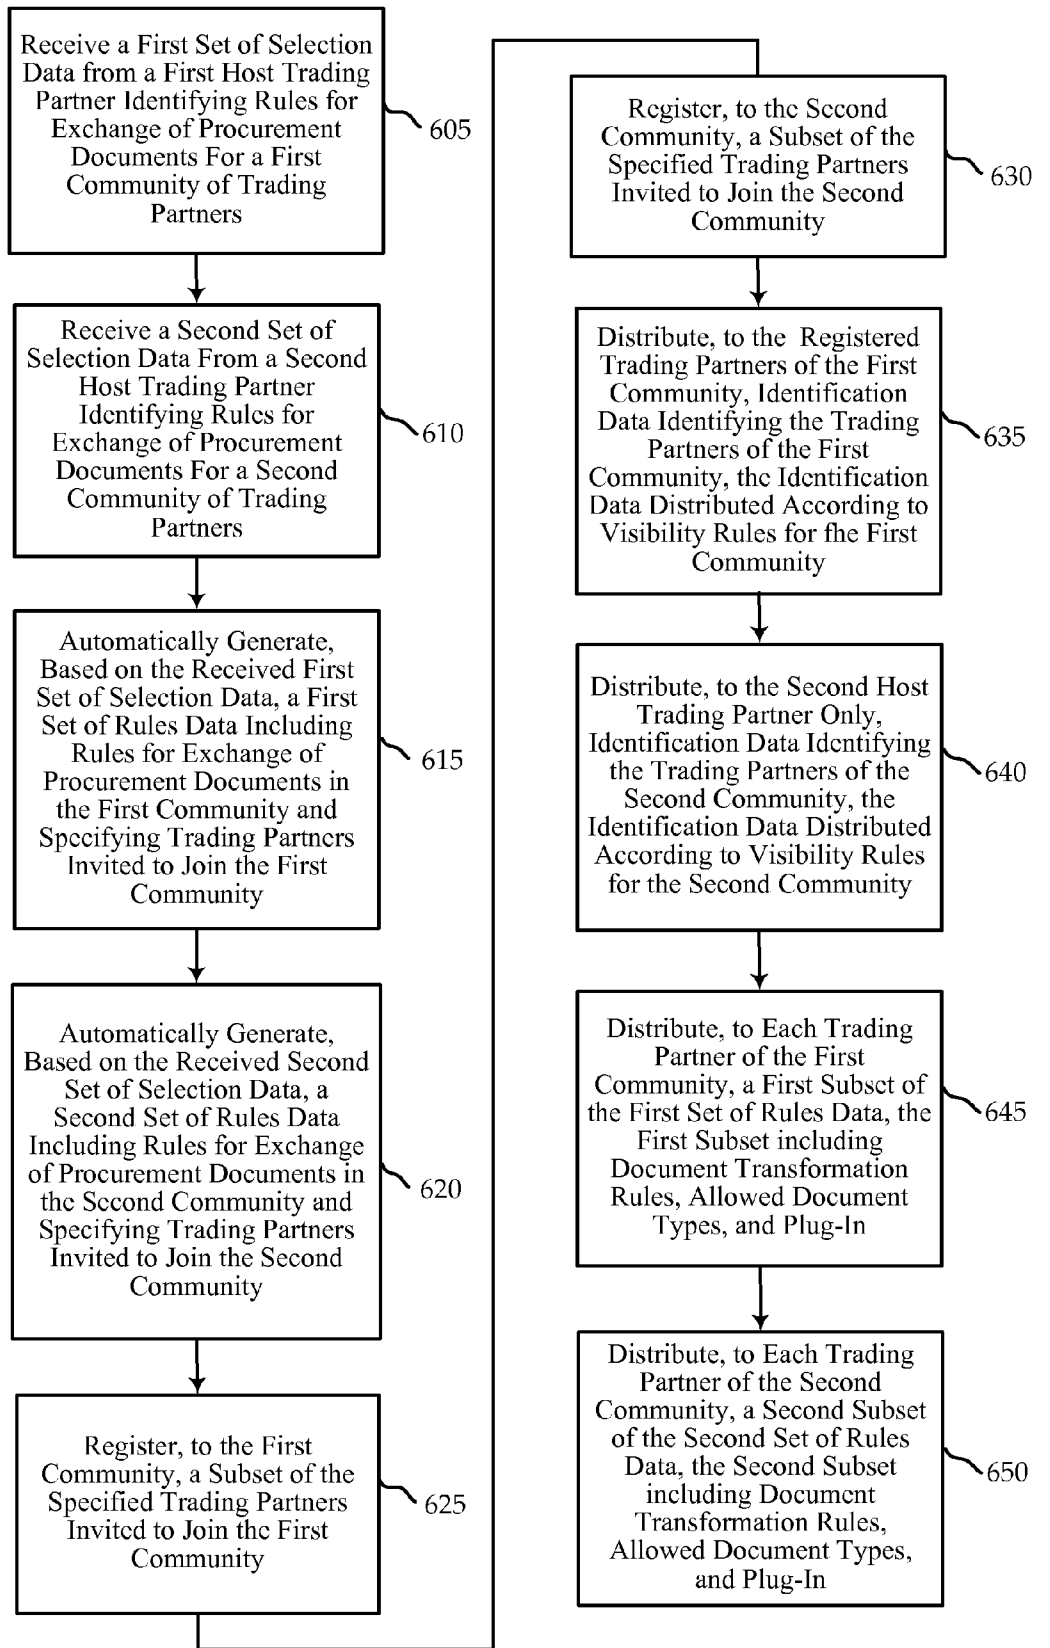 Receive a First Set of Selection
Data from a First Host Trading
Partner Identifying Rules for
Exchange of Procurement
Documents For a First
Community of Trading
Partners
605
Receive a Second Set of
Selection Data From a Second
Host Trading Partner
Identifying Rules for
Exchange of Procurement
Documents For a Second
Community of Trading
Partners
610
Automatically Generate,
Based on the Received First
Set of Selection Data, a First
Set of Rules Data Including
Rules for Exchange of
Procurement Documents in
the First Community and
Specifying Trading Partners
Invited to Join the First
Community
615
Automatically Generate,
Based on the Received Second
Set of Selection Data, a
Second Set of Rules Data
Including Rules for Exchange
of Procurement Documents in
the Second Community and
Specifying Trading Partners
Invited to Join the Second
Community
620
Register, to the First
Community, a Subset of the
Specified Trading Partners
Invited to Join the First
Community
625
Register, to the Second
Community, a Subset of the
Specified Trading Partners
Invited to Join the Second
Community
630
Distribute, to the Registered
Trading Partners of the First
Community, Identification
Data Identifying the Trading
Partners of the First
Community, the Identification
Data Distributed According to
Visibility Rules for fhe First
Community
635
Distribute, to the Second Host
Trading Partner Only,
Identification Data Identifying
the Trading Partners of the
Second Community, the
Identification Data Distributed
According to Visibility Rules
for the Second Community
640
Distribute, to Each Trading
Partner of the First
Community, a First Subset of
the First Set of Rules Data, the
First Subset including
Document Transformation
Rules, Allowed Document
Types, and Plug-In
645
Distribute, to Each Trading
Partner of the Second
Community, a Second Subset
of the Second Set of Rules
Data, the Second Subset
including Document
Transformation Rules,
Allowed Document Types,
and Plug-In
650